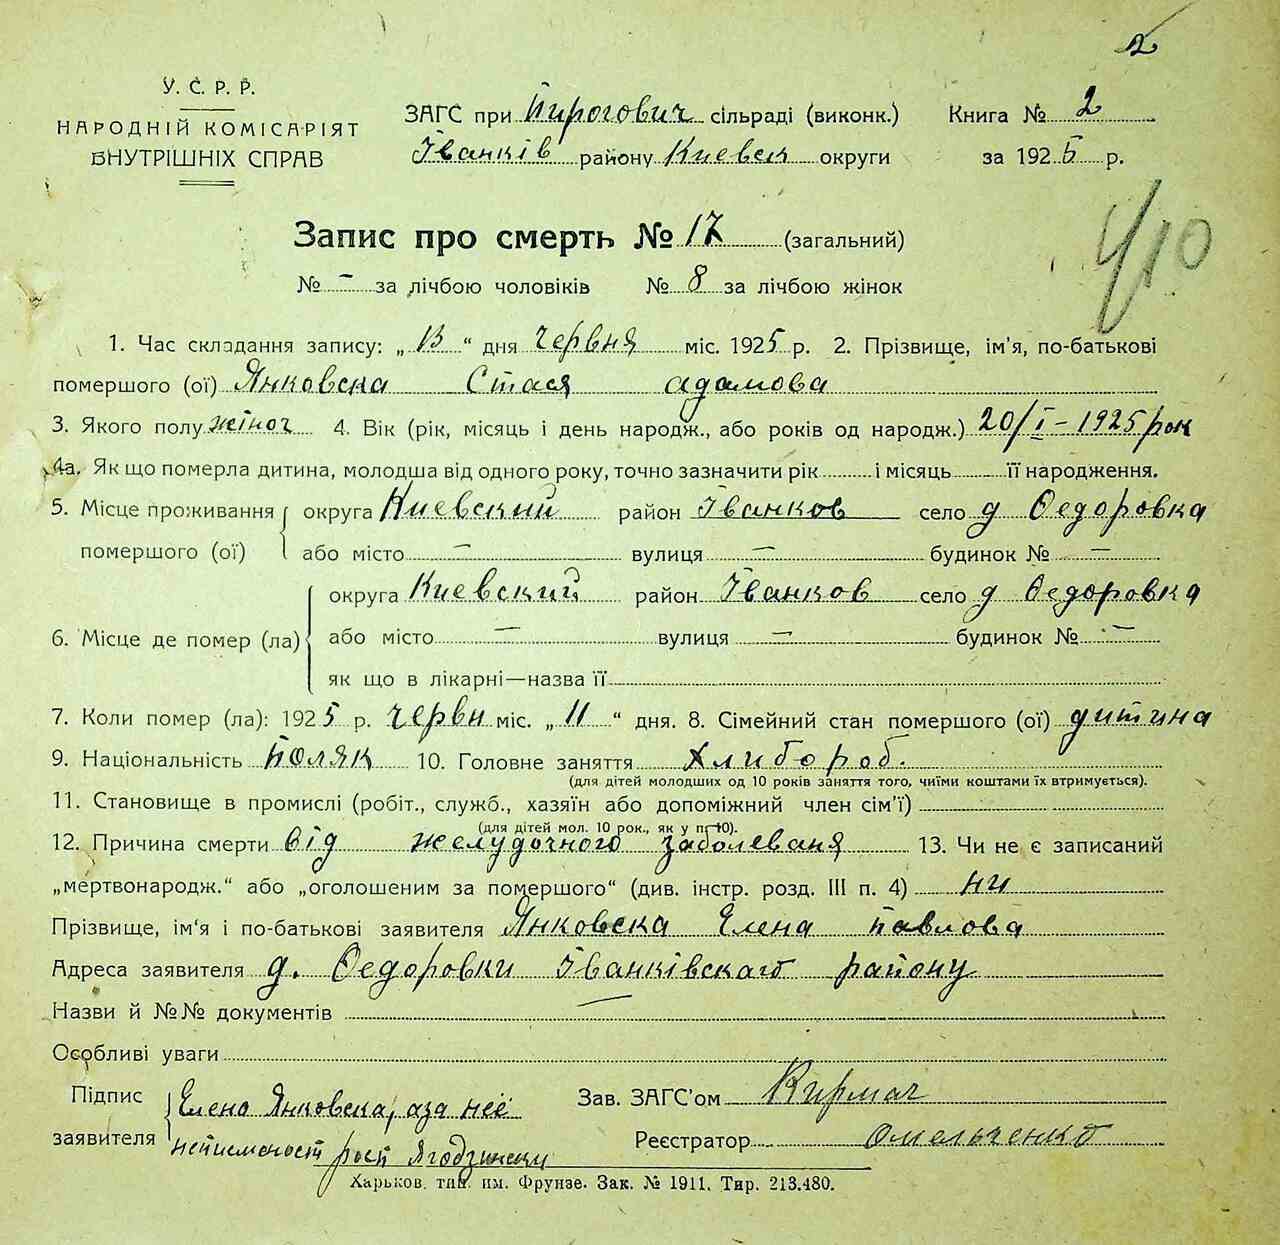 2
У. С. Р. Р.
НАРОДНІЙ КОМІСАРІЯТ
ВНУТРІШНІХ СПРАВ
ЗАГС при Пирогович сільраді (виконк.)
Іванків району Киевск округи
Книга № 2
за 1925 р.
Запис про смерть № 17 (загальний)
№ — за лічбою чоловіків № 8 за лічбою жінок
410
1. Час складання запису: „13“ дня червня міс. 1925 р. 2. Прізвище, ім'я, по-батькові
помершого (ої) Янковска Стася адамова
3. Якого полу жіноч 4. Вік (рік, місяць і день народж., або років од народж.) 20/I – 1925 рок
4а. Як що померла дитина, молодша від одного року, точно зазначити рік і місяць її народження.
5. Місце проживання помершого (ої) округа Киевский район Іванков село д Федоровка
або місто — вулиця — будинок № —
6. Місце де помер (ла) округа Киевский район Іванков село д Федоровка
або місто — вулиця — будинок № —
як що в лікарні—назва її
7. Коли помер (ла): 1925 р. черви міс. „11“ дня. 8. Сімейний стан помершого (ої) дитина
9. Національність поляк 10. Головне заняття хлибороб.
(для дітей молодших од 10 років заняття того, чиїми коштами їх втримується).
11. Становище в промислі (робіт., служб., хазяїн або допоміжний член сім'ї)
(для дітей мол. 10 рок., як у п. 10).
12. Причина смерти від желудочного заболеваня 13. Чи не є записаний
„мертвонародж.“ або „оголошеним за помершого“ (див. інстр. розд. III п. 4) ни
Прізвище, ім'я і по-батькові заявителя Янковска Елена павлова
Адреса заявителя д. Федоровки Іванківскаго району
Назви й №№ документів —
Особливі уваги
Підпис заявителя Елена Янковска, аза неё
рост Ягодзински
Зав. ЗАГС'ом
Реєстратор Омельченко
Харьков. тип. им. Фрунзе. Зак. № 1911. Тир. 213.480.